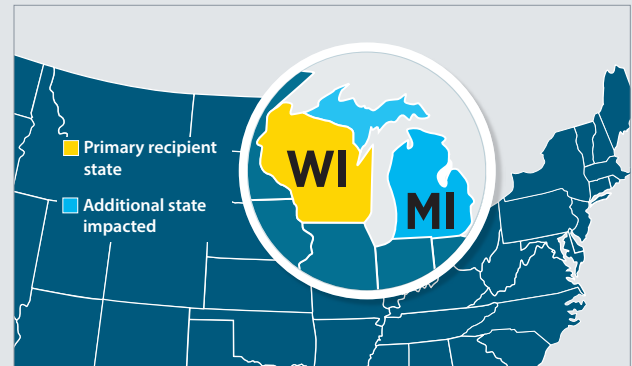 Primary recipient
state
Additional state
impacted
WI
MI